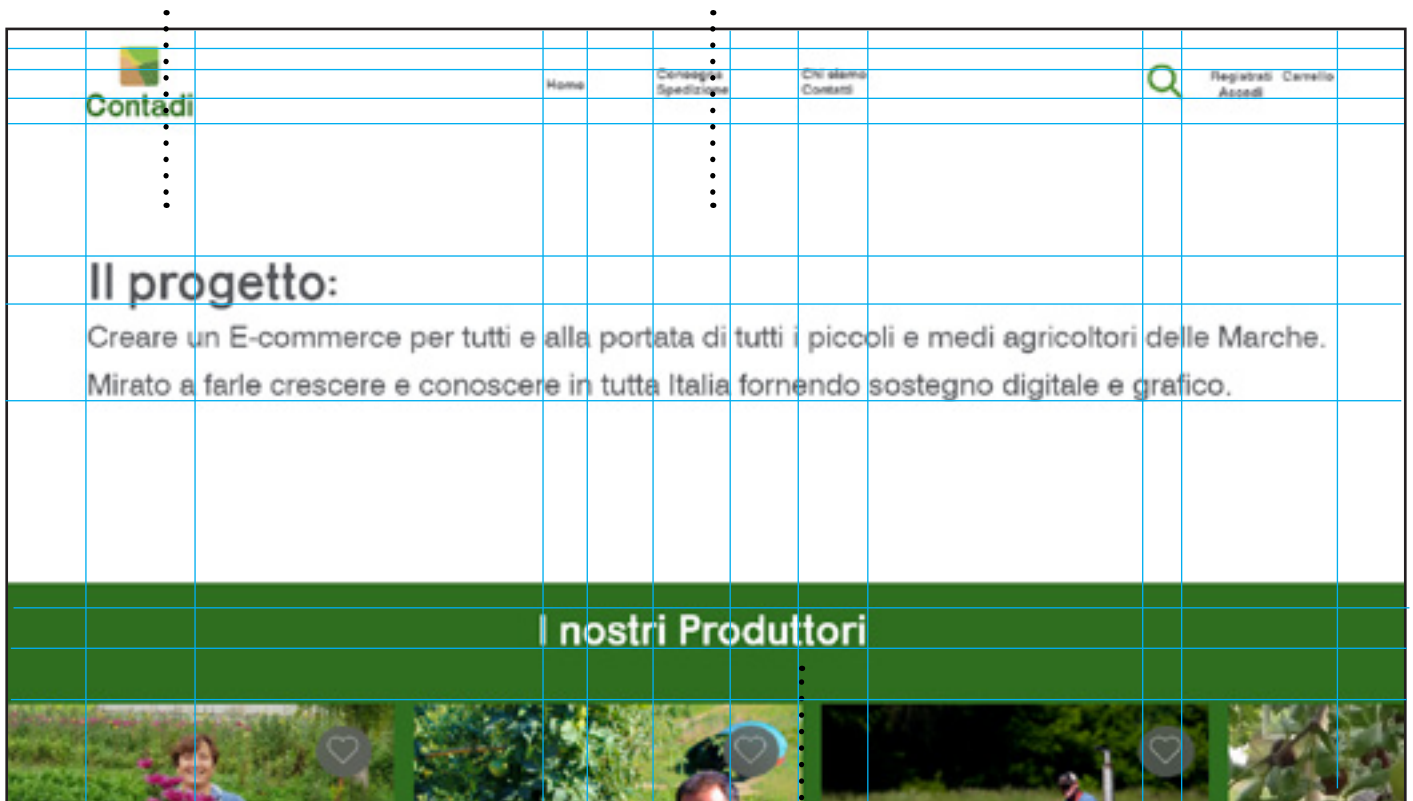 Contadi
Home
Consegna
Spedizione
Chi siamo
Contatti
Registrati Carrello
Accedi
Il progetto:
Creare un E-commerce per tutti e alla portata di tutti i piccoli e medi agricoltori delle Marche.
Mirato a farle crescere e conoscere in tutta Italia fornendo sostegno digitale e grafico.
I nostri Produttori